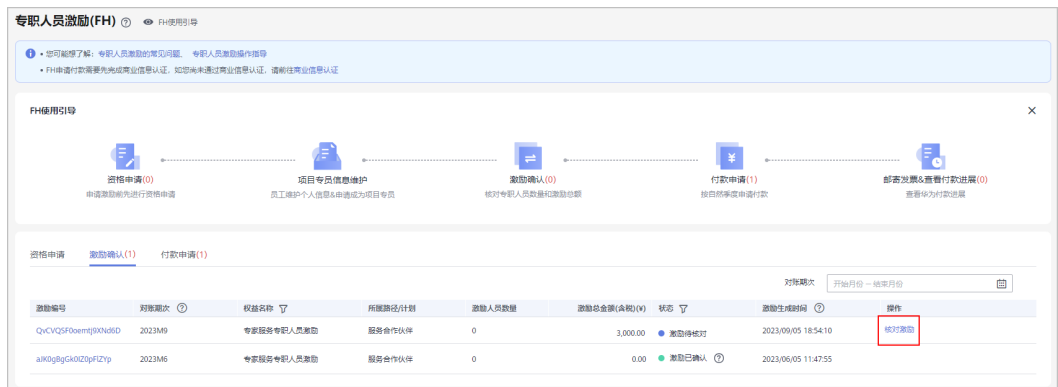 专职人员激励(FH) ? FH使用引导
• 您可能想了解：专职人员激励的常见问题、 专职人员激励操作指导
• FH申请付款需要先完成商业信息认证，如您尚未通过商业信息认证，请前往商业信息认证
FH使用引导
资格申请(0) 项目专员信息维护 激励确认(0) 付款申请(1) 邮寄发票&查看付款进展(0)
申请激励前先进行资格申请 员工维护个人信息&申请成为项目专员 核对专职人员数量和激励总额 按自然季度申请付款 查看华为付款进展
资格申请 激励确认(1) 付款申请(1)
对账期次 开始月份 – 结束月份
激励编号 对账期次 ? 权益名称 所属路径/计划 激励人员数量 激励总金额(含税)(¥) 状态 激励生成时间 ? 操作
QvCVQSF0oemtj9XNd6D 2023M9 专家服务专职人员激励 服务合作伙伴 0 3,000.00 激励待核对 2023/09/05 18:54:10 核对激励
aJK0gBgGk0IZ0pFlZYp 2023M6 专家服务专职人员激励 服务合作伙伴 0 0.00 激励已确认 ? 2023/06/05 11:47:55